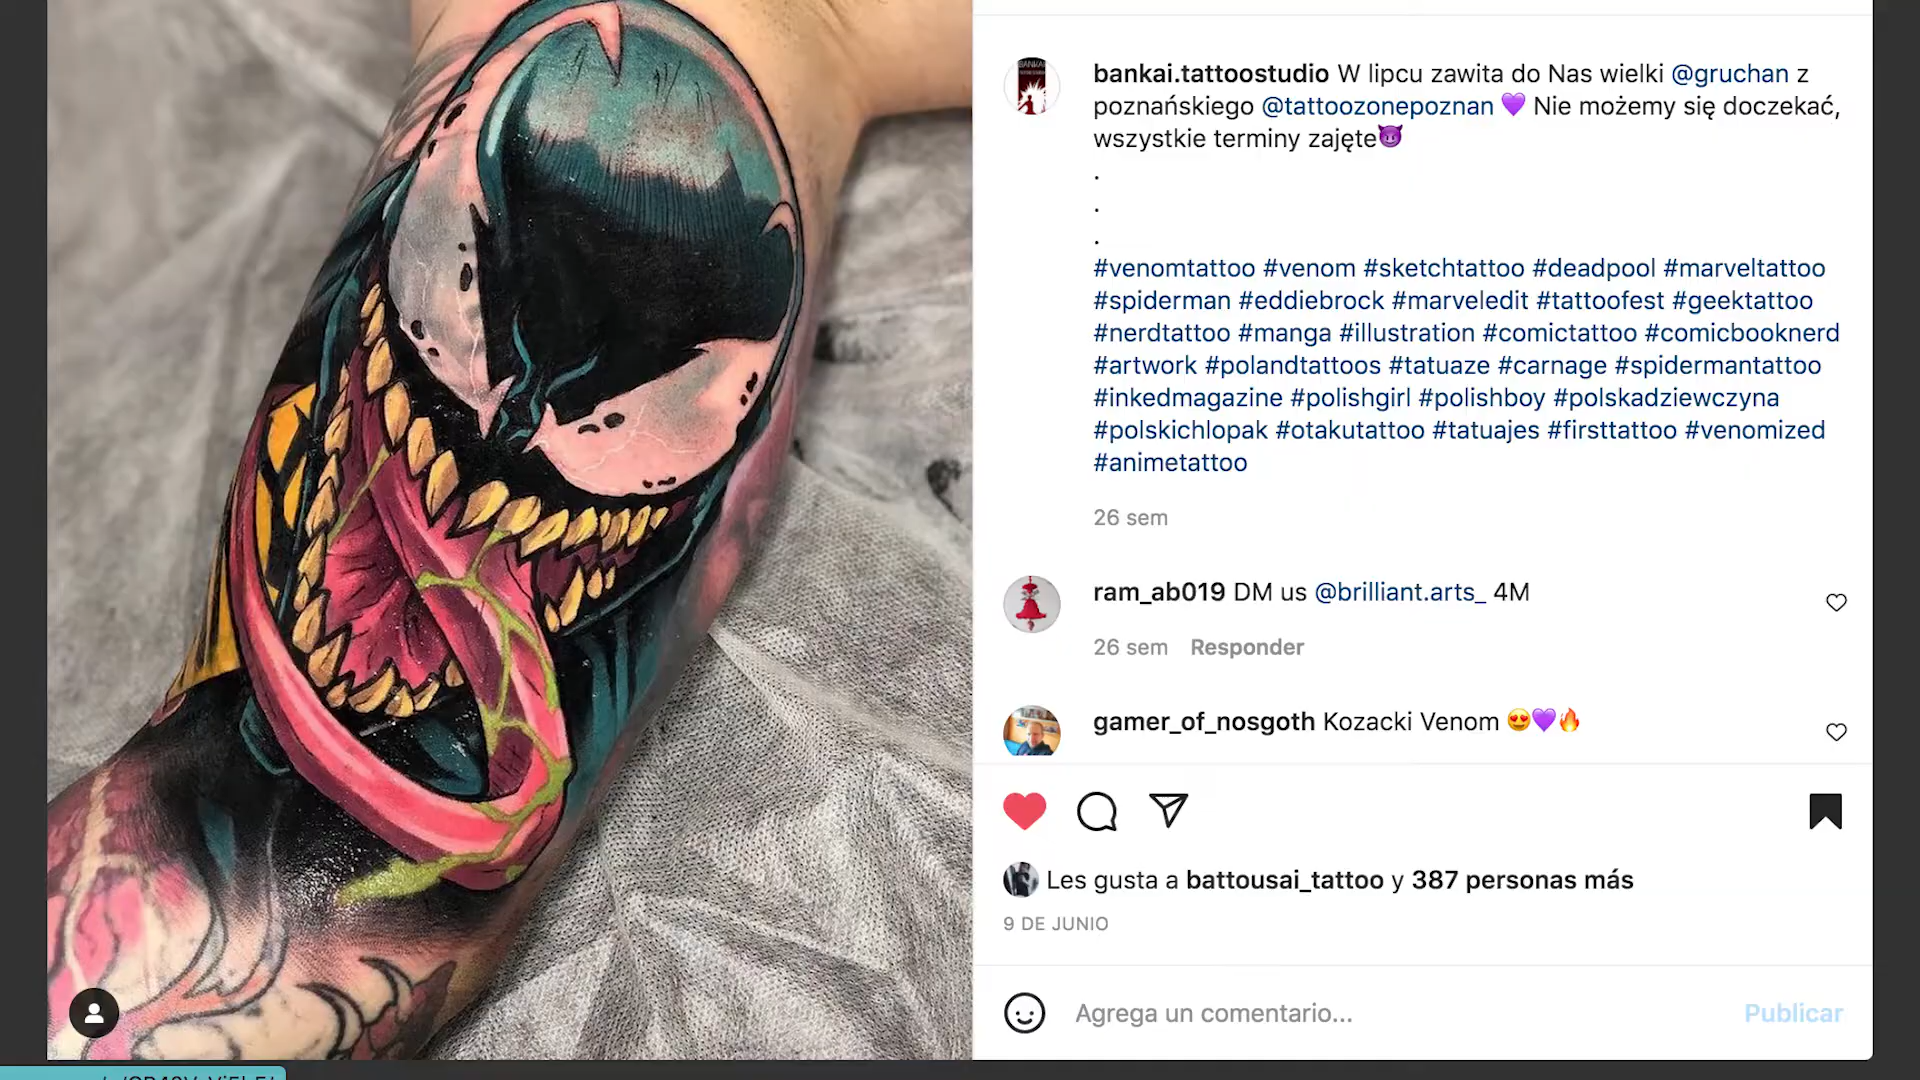 bankai.tattoostudio W lipcu zawita do Nas wielki @gruchan z
poznańskiego @tattoozonepoznan 💜 Nie możemy się doczekać,
wszystkie terminy zajęte😈
.
.
.
#venomtattoo #venom #sketchtattoo #deadpool #marveltattoo
#spiderman #eddiebrock #marveledit #tattoofest #geektattoo
#nerdtattoo #manga #illustration #comictattoo #comicbooknerd
#artwork #polandtattoos #tatuaze #carnage #spidermantattoo
#inkedmagazine #polishgirl #polishboy #polskadziewczyna
#polskichlopak #otakutattoo #tatuajes #firsttattoo #venomized
#animetattoo
26 sem
ram_ab019 DM us @brilliant.arts_ 4M
26 sem Responder
gamer_of_nosgoth Kozacki Venom 😍💜🔥
Les gusta a battousai_tattoo y 387 personas más
9 DE JUNIO
Agrega un comentario...
Publicar